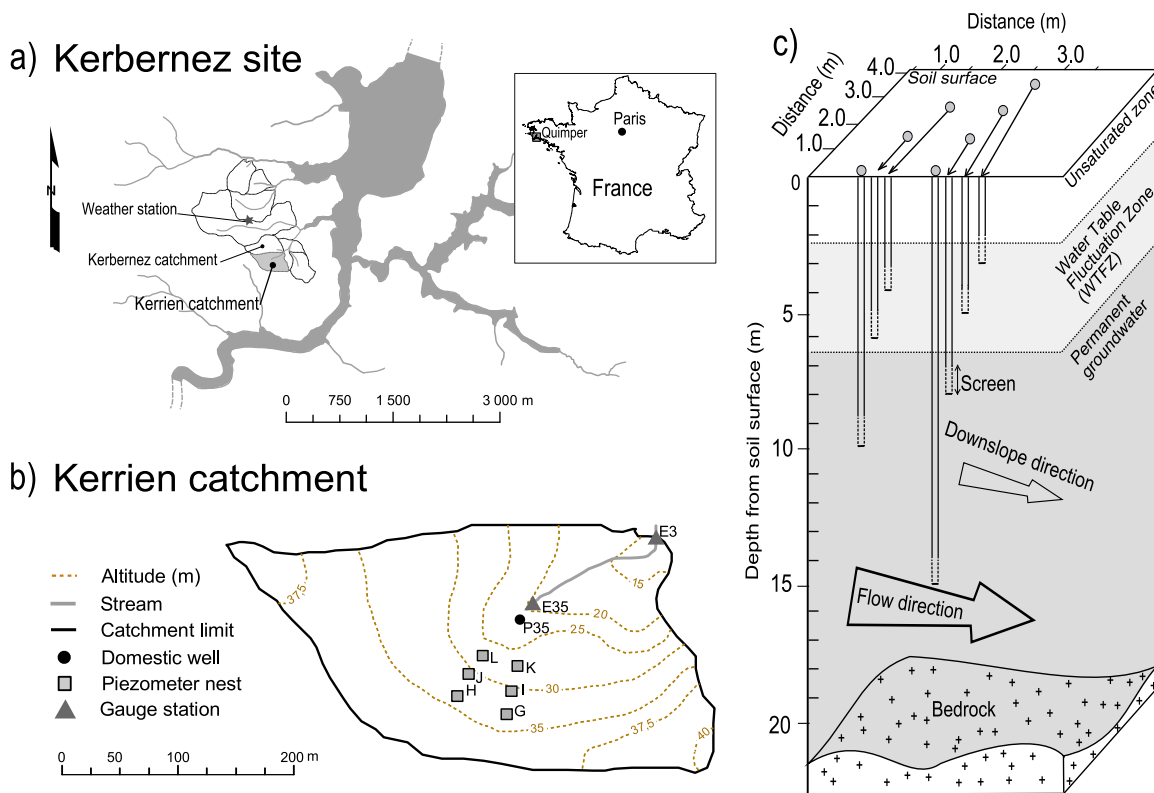 a) Kerbernez site
N
Weather station
Kerbernez catchment
Kerrien catchment
0 750 1 500 3 000 m
Paris
Quimper
France
b) Kerrien catchment
Altitude (m)
Stream
Catchment limit
Domestic well
Piezometer nest
Gauge station
0 50 100 200 m
E3
E35
P35
L
K
J
H
I
G
37,5
15
20
25
30
35
37,5
40
c)
Distance (m)
1.0 2.0 3.0
Soil surface
Distance (m)
4.0
3.0
2.0
1.0
Unsaturated zone
Water Table
Fluctuation Zone
(WTFZ)
Permanent
groundwater
Depth from soil surface (m)
0
5
10
15
20
Screen
Downslope direction
Flow direction
Bedrock